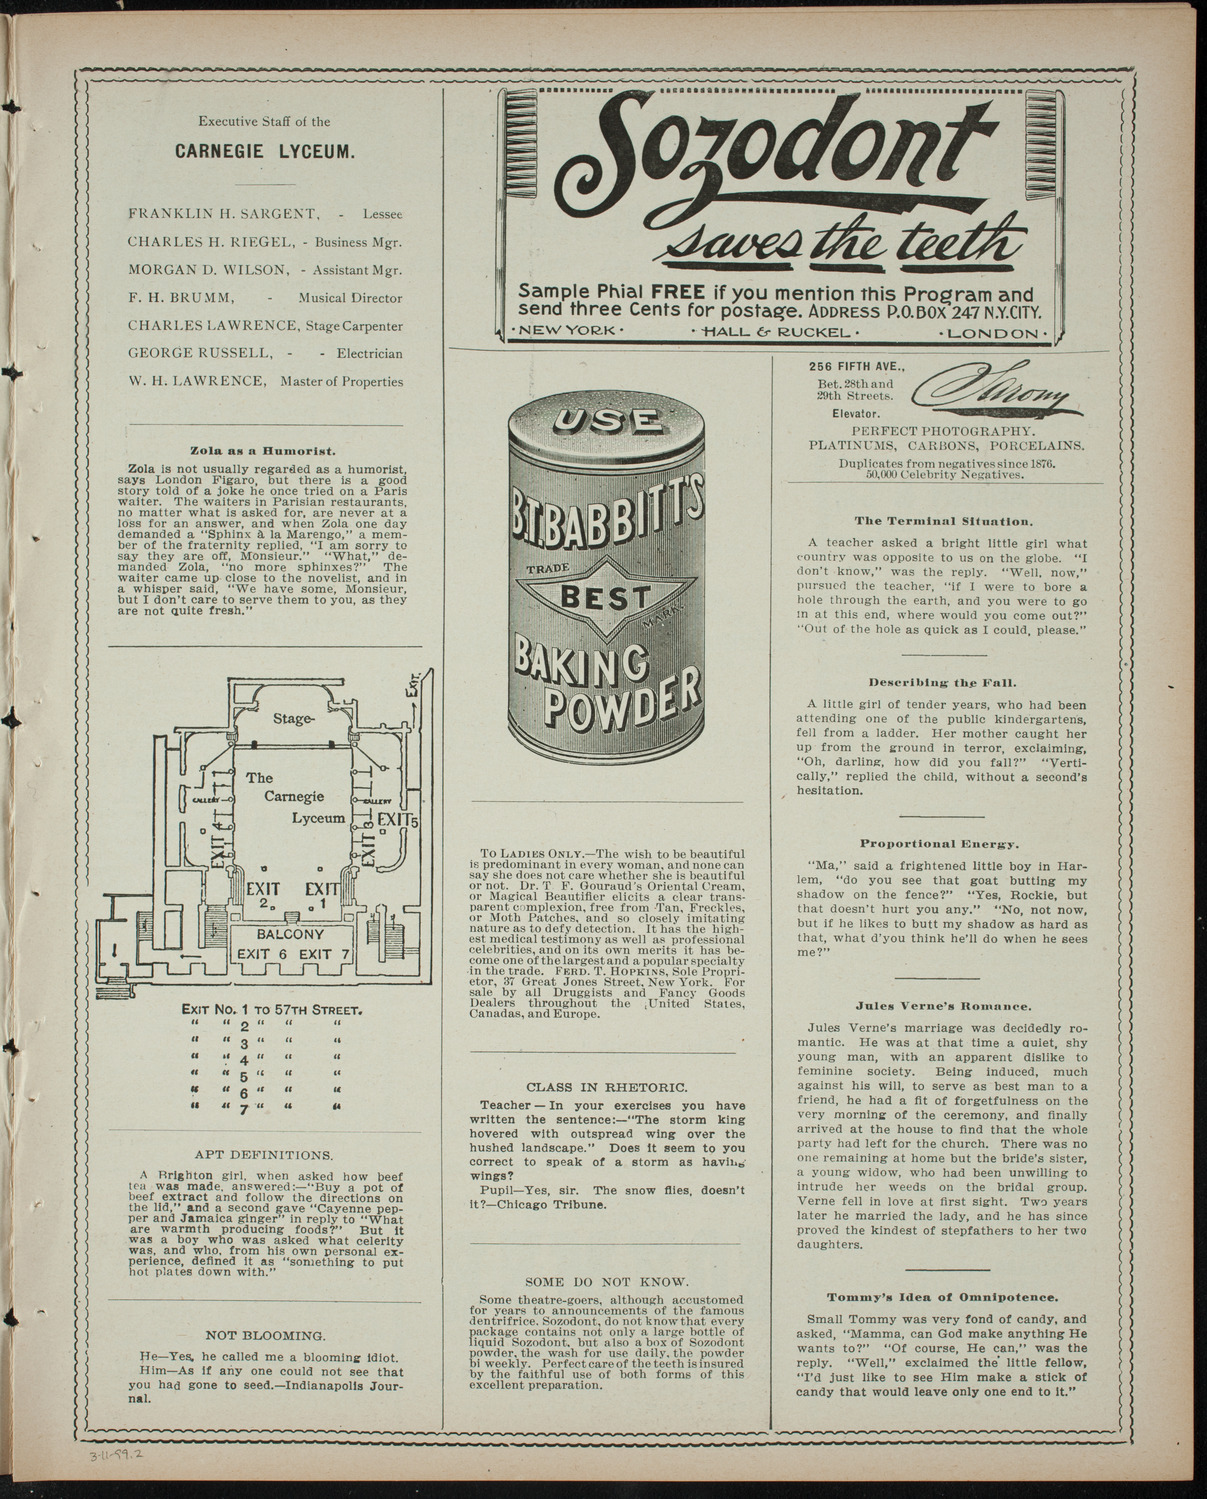 Executive Staff of the
CARNEGIE LYCEUM.
FRANKLIN H. SARGENT, - Lessee
CHARLES H. RIEGEL, - Business Mgr.
MORGAN D. WILSON, - Assistant Mgr.
F. H. BRUMM, - Musical Director
CHARLES LAWRENCE, Stage Carpenter
GEORGE RUSSELL, - - Electrician
W. H. LAWRENCE, Master of Properties
Zola as a Humorist.
Zola is not usually regarded as a humorist,
says London Figaro, but there is a good
story told of a joke he once tried on a Paris
waiter. The waiters in Parisian restaurants,
no matter what is asked for, are never at a
loss for an answer, and when Zola one day
demanded a "Sphinx à la Marengo," a mem-
ber of the fraternity replied, "I am sorry to
say they are off, Monsieur." "What," de-
manded Zola, "no more sphinxes?" The
waiter came up close to the novelist, and in
a whisper said, "We have some, Monsieur,
but I don't care to serve them to you, as they
are not quite fresh."
EXIT
Stage-
The
Carnegie
Lyceum
GALLERY
GALLERY
EXIT 4
EXIT 3
EXIT 5
EXIT
2
EXIT
1
BALCONY
EXIT 6 EXIT 7
EXIT NO. 1 TO 57TH STREET.
" " 2 " " "
" " 3 " " "
" " 4 " " "
" " 5 " " "
" " 6 " " "
" " 7 " " "
APT DEFINITIONS.
A Brighton girl, when asked how beef
tea was made, answered:—"Buy a pot of
beef extract and follow the directions on
the lid," and a second gave "Cayenne pep-
per and Jamaica ginger" in reply to "What
are warmth producing foods?" But it
was a boy who was asked what celerity
was, and who, from his own personal ex-
perience, defined it as "something to put
hot plates down with."
NOT BLOOMING.
He—Yes, he called me a blooming idiot.
Him—As if any one could not see that
you had gone to seed.—Indianapolis Jour-
nal.
Sozodont
saves the teeth
Sample Phial FREE if you mention this Program and
send three Cents for postage. ADDRESS P.O. BOX 247 N.Y.CITY.
· NEW YORK · · HALL & RUCKEL · · LONDON ·
USE
B.T. BABBITT'S
TRADE
BEST
MARK.
BAKING
POWDER
TO LADIES ONLY.—The wish to be beautiful
is predominant in every woman, and none can
say she does not care whether she is beautiful
or not. Dr. T F. Gouraud's Oriental Cream,
or Magical Beautifier elicits a clear trans-
parent complexion, free from Tan, Freckles,
or Moth Patches, and so closely imitating
nature as to defy detection. It has the high-
est medical testimony as well as professional
celebrities, and on its own merits it has be-
come one of the largest and a popular specialty
in the trade. FERD. T. HOPKINS, Sole Propri-
etor, 37 Great Jones Street, New York. For
sale by all Druggists and Fancy Goods
Dealers throughout the United States,
Canadas, and Europe.
CLASS IN RHETORIC.
Teacher — In your exercises you have
written the sentence:—"The storm king
hovered with outspread wing over the
hushed landscape." Does it seem to you
correct to speak of a storm as having
wings?
Pupil—Yes, sir. The snow flies, doesn't
it?—Chicago Tribune.
SOME DO NOT KNOW.
Some theatre-goers, although accustomed
for years to announcements of the famous
dentrifrice. Sozodont, do not know that every
package contains not only a large bottle of
liquid Sozodont, but also a box of Sozodont
powder, the wash for use daily, the powder
bi weekly. Perfect care of the teeth is insured
by the faithful use of both forms of this
excellent preparation.
256 FIFTH AVE.,
Bet. 28th and
29th Streets.
Elevator.
Sarony
PERFECT PHOTOGRAPHY.
PLATINUMS, CARBONS, PORCELAINS.
Duplicates from negatives since 1876.
50,000 Celebrity Negatives.
The Terminal Situation.
A teacher asked a bright little girl what
country was opposite to us on the globe. "I
don't know," was the reply. "Well, now,"
pursued the teacher, "if I were to bore a
hole through the earth, and you were to go
in at this end, where would you come out?"
"Out of the hole as quick as I could, please."
Describing the Fall.
A little girl of tender years, who had been
attending one of the public kindergartens,
fell from a ladder. Her mother caught her
up from the ground in terror, exclaiming,
"Oh, darling, how did you fall?" "Verti-
cally," replied the child, without a second's
hesitation.
Proportional Energy.
"Ma," said a frightened little boy in Har-
lem, "do you see that goat butting my
shadow on the fence?" "Yes, Rockie, but
that doesn't hurt you any." "No, not now,
but if he likes to butt my shadow as hard as
that, what d'you think he'll do when he sees
me?"
Jules Verne's Romance.
Jules Verne's marriage was decidedly ro-
mantic. He was at that time a quiet, shy
young man, with an apparent dislike to
feminine society. Being induced, much
against his will, to serve as best man to a
friend, he had a fit of forgetfulness on the
very morning of the ceremony, and finally
arrived at the house to find that the whole
party had left for the church. There was no
one remaining at home but the bride's sister,
a young widow, who had been unwilling to
intrude her weeds on the bridal group.
Verne fell in love at first sight. Two years
later he married the lady, and he has since
proved the kindest of stepfathers to her two
daughters.
Tommy's Idea of Omnipotence.
Small Tommy was very fond of candy, and
asked, "Mamma, can God make anything He
wants to?" "Of course, He can," was the
reply. "Well," exclaimed the little fellow,
"I'd just like to see Him make a stick of
candy that would leave only one end to it."
3-11-99.2